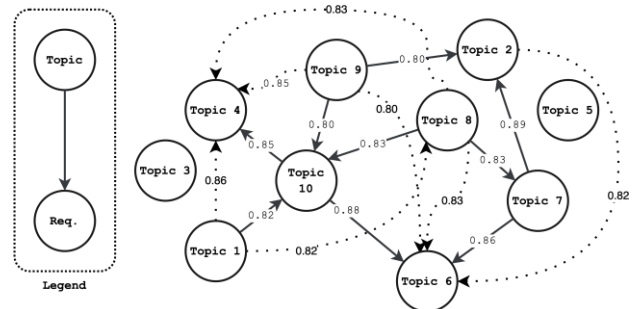 Topic
Req.
Legend
0.83
Topic 9
0.80
Topic 2
0.85
Topic 4
0.80
Topic 8
Topic 5
0.80
0.89
0.85
0.83
0.83
Topic 3
0.86
Topic
10
Topic 7
0.82
0.88
0.83
0.82
0.86
Topic 1
0.82
Topic 6